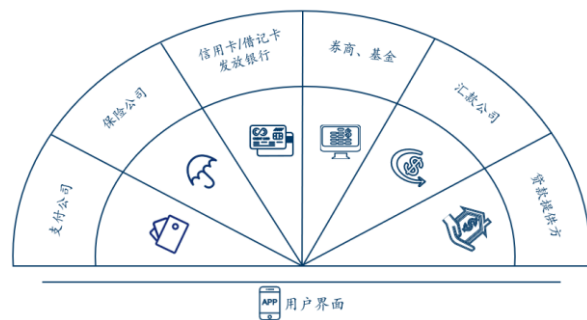 支付公司
保险公司
信用卡/借记卡
发放银行
券商、基金
汇款公司
贷款提供方
APP 用户界面